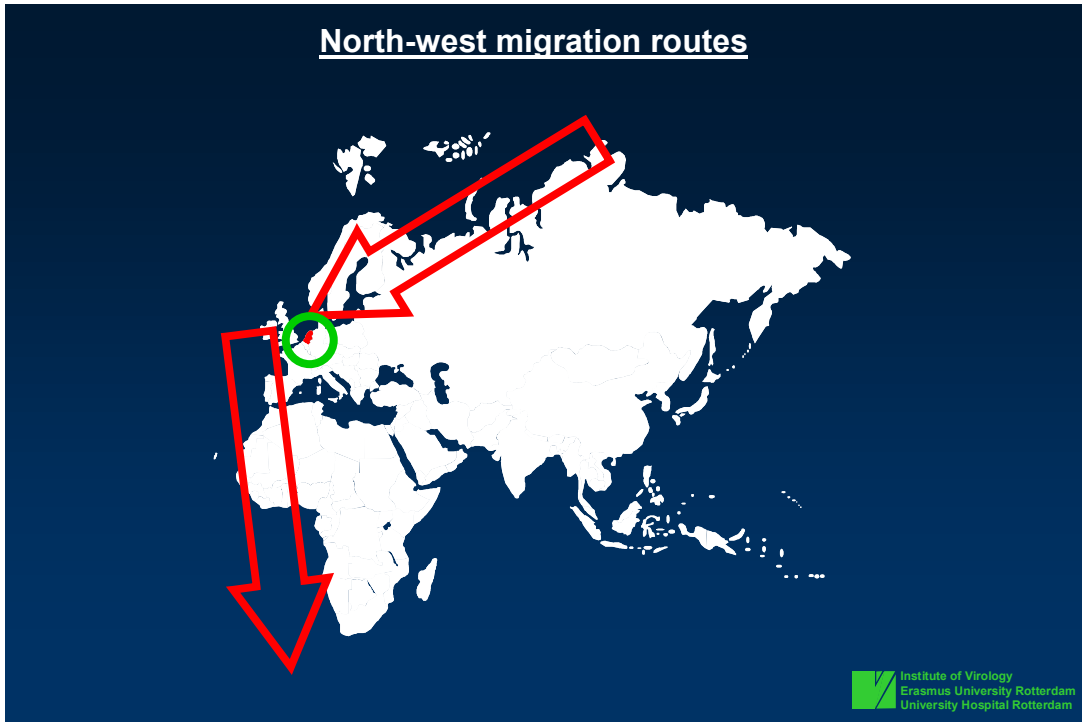 North-west migration routes
Institute of Virology
Erasmus University Rotterdam
University Hospital Rotterdam